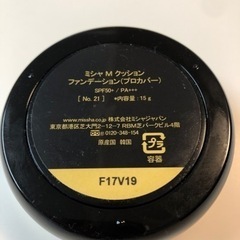 ミシャ M クッション
ファンデーション(プロカバー)
SPF50+ / PA+++
[ No. 21 ] •内容量 : 15 g
www.missha.co.jp 株式会社ミシャジャパン
東京都港区芝2-12-7 RBM芝パークビル4階
0120-348-154
原産国 韓国
プラ
容器
F17V19